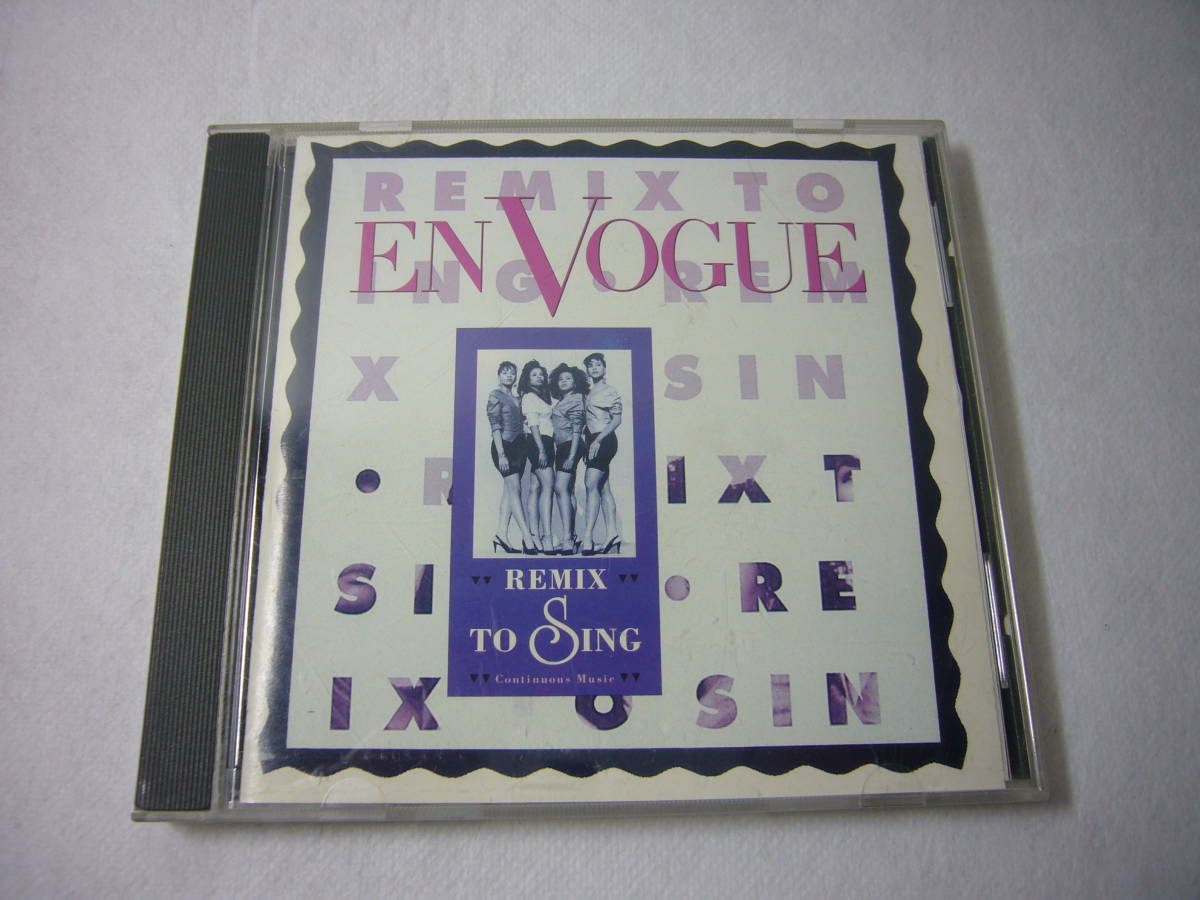 REMIX TO
EN VOGUE
ING • REM
X SIN
• R IX T
REMIX
SI • RE
TO SING
Continuous Music
IX O SIN